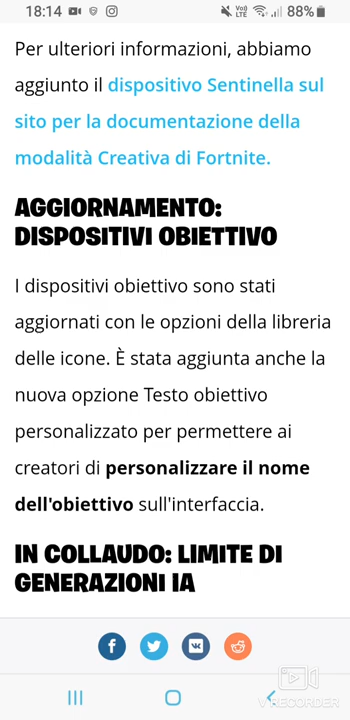 18:14 Vo)) LTE 88%
Per ulteriori informazioni, abbiamo
aggiunto il dispositivo Sentinella sul
sito per la documentazione della
modalità Creativa di Fortnite.
AGGIORNAMENTO:
DISPOSITIVI OBIETTIVO
I dispositivi obiettivo sono stati
aggiornati con le opzioni della libreria
delle icone. È stata aggiunta anche la
nuova opzione Testo obiettivo
personalizzato per permettere ai
creatori di personalizzare il nome
dell'obiettivo sull'interfaccia.
IN COLLAUDO: LIMITE DI
GENERAZIONI IA
V RECORDER